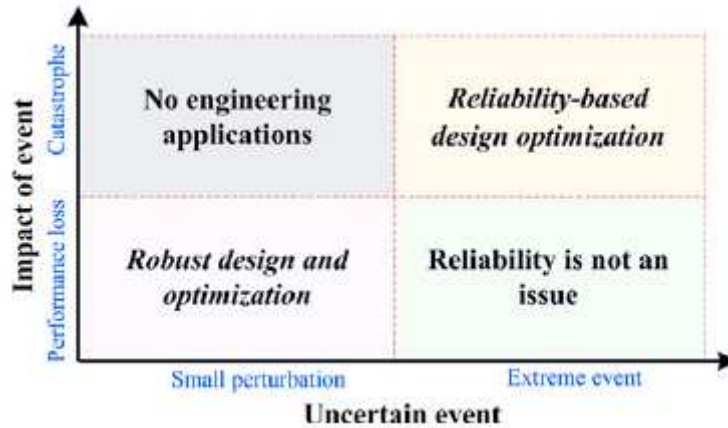 Impact of event
Catastrophe
Performance loss
No engineering
applications
Reliability-based
design optimization
Robust design and
optimization
Reliability is not an
issue
Small perturbation
Extreme event
Uncertain event